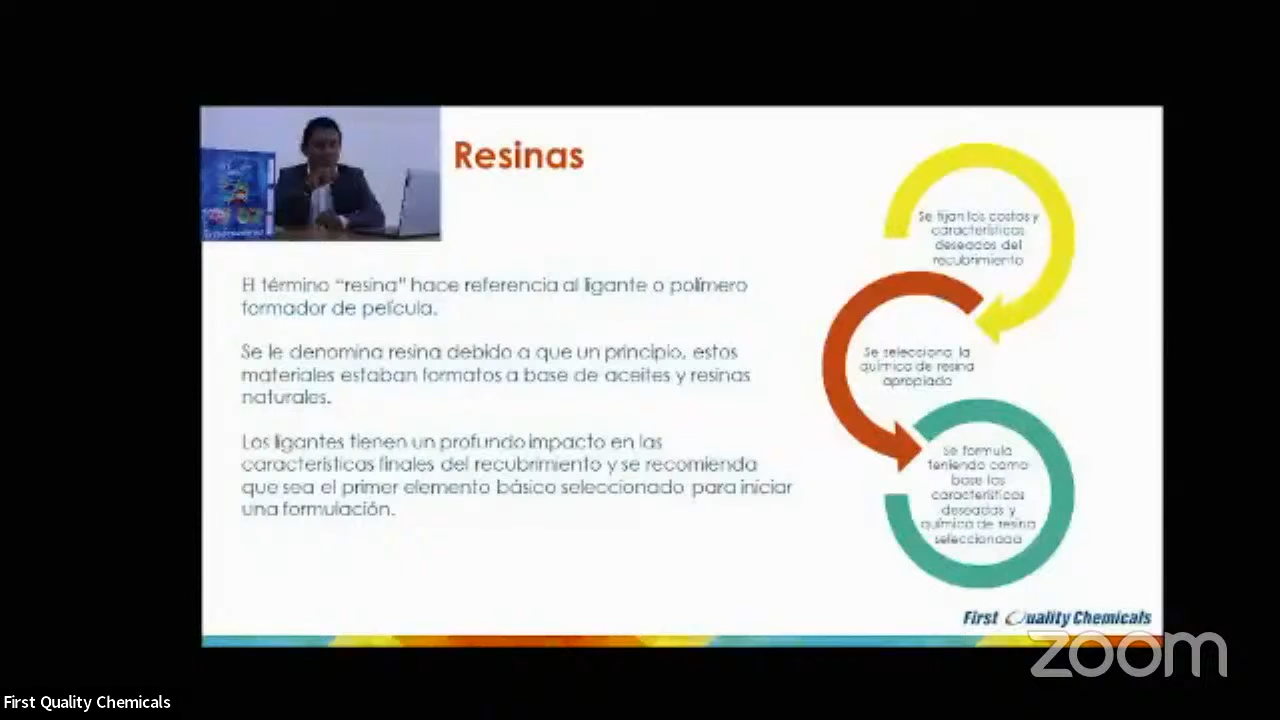 Resinas
El término “resina” hace referencia al ligante o polímero
formador de película.
Se le denomina resina debido a que un principio, estos
materiales estaban formatos a base de aceites y resinas
naturales.
Los ligantes tienen un profundo impacto en las
características finales del recubrimiento y se recomienda
que sea el primer elemento básico seleccionado para iniciar
una formulación.
Se fijan los costos y
características
deseadas del
recubrimiento
Se selecciona la
química de resina
apropiada
Se formula
teniendo como
base las
características
deseadas y
química de resina
seleccionada
First Quality Chemicals
zoom
First Quality Chemicals